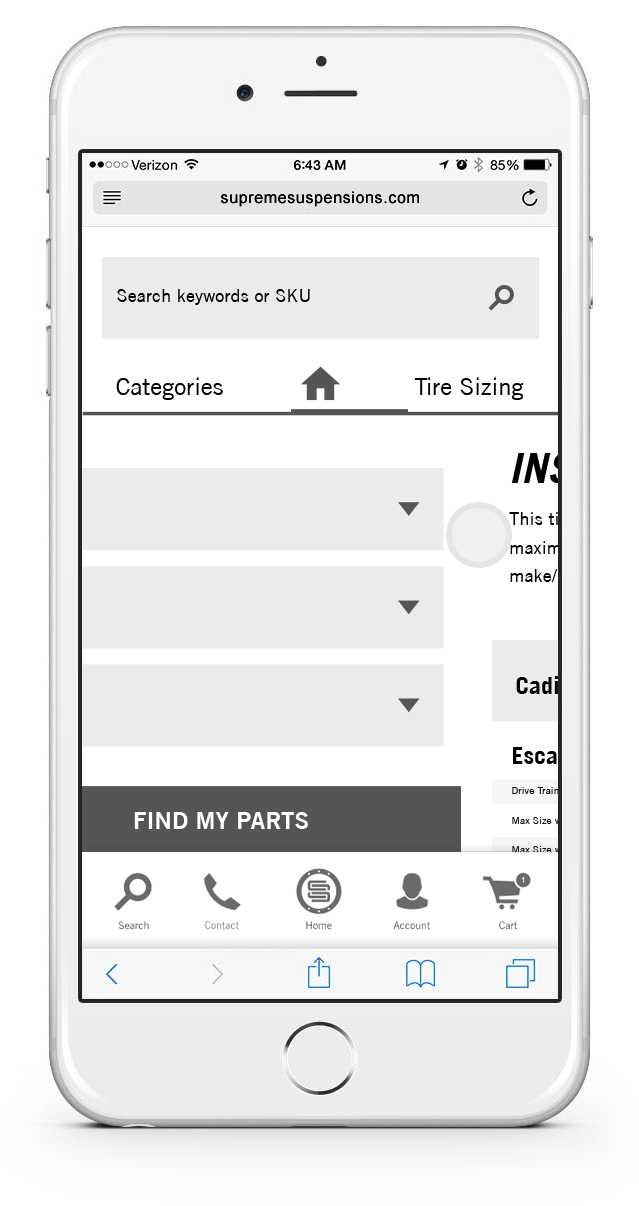 Verizon 6:43 AM 85%
supremesuspensions.com
Search keywords or SKU
Categories Tire Sizing
INS
This ti
maxim
make/
Cadi
Esca
Drive Train
Max Size w
Max Size w
FIND MY PARTS
1
Search Contact Home Account Cart